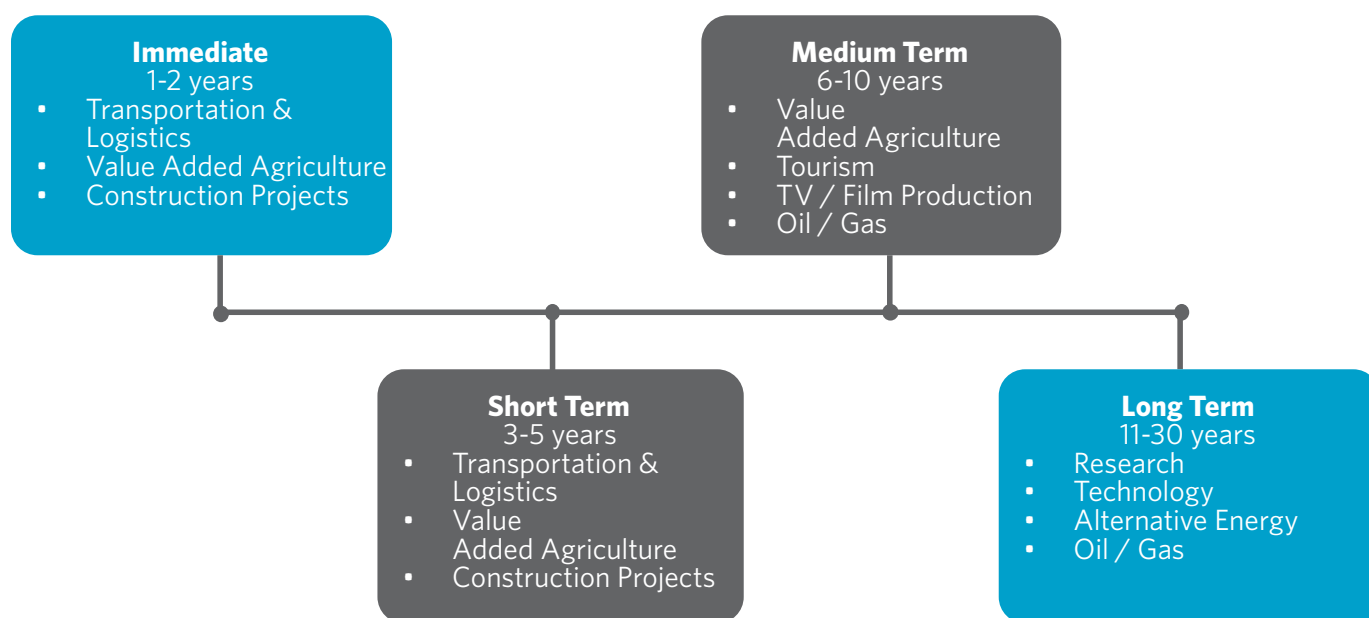 Immediate
1-2 years
▪ Transportation &
Logistics
▪ Value Added Agriculture
▪ Construction Projects
Medium Term
6-10 years
▪ Value
Added Agriculture
▪ Tourism
▪ TV / Film Production
▪ Oil / Gas
Short Term
3-5 years
▪ Transportation &
Logistics
▪ Value
Added Agriculture
▪ Construction Projects
Long Term
11-30 years
▪ Research
▪ Technology
▪ Alternative Energy
▪ Oil / Gas